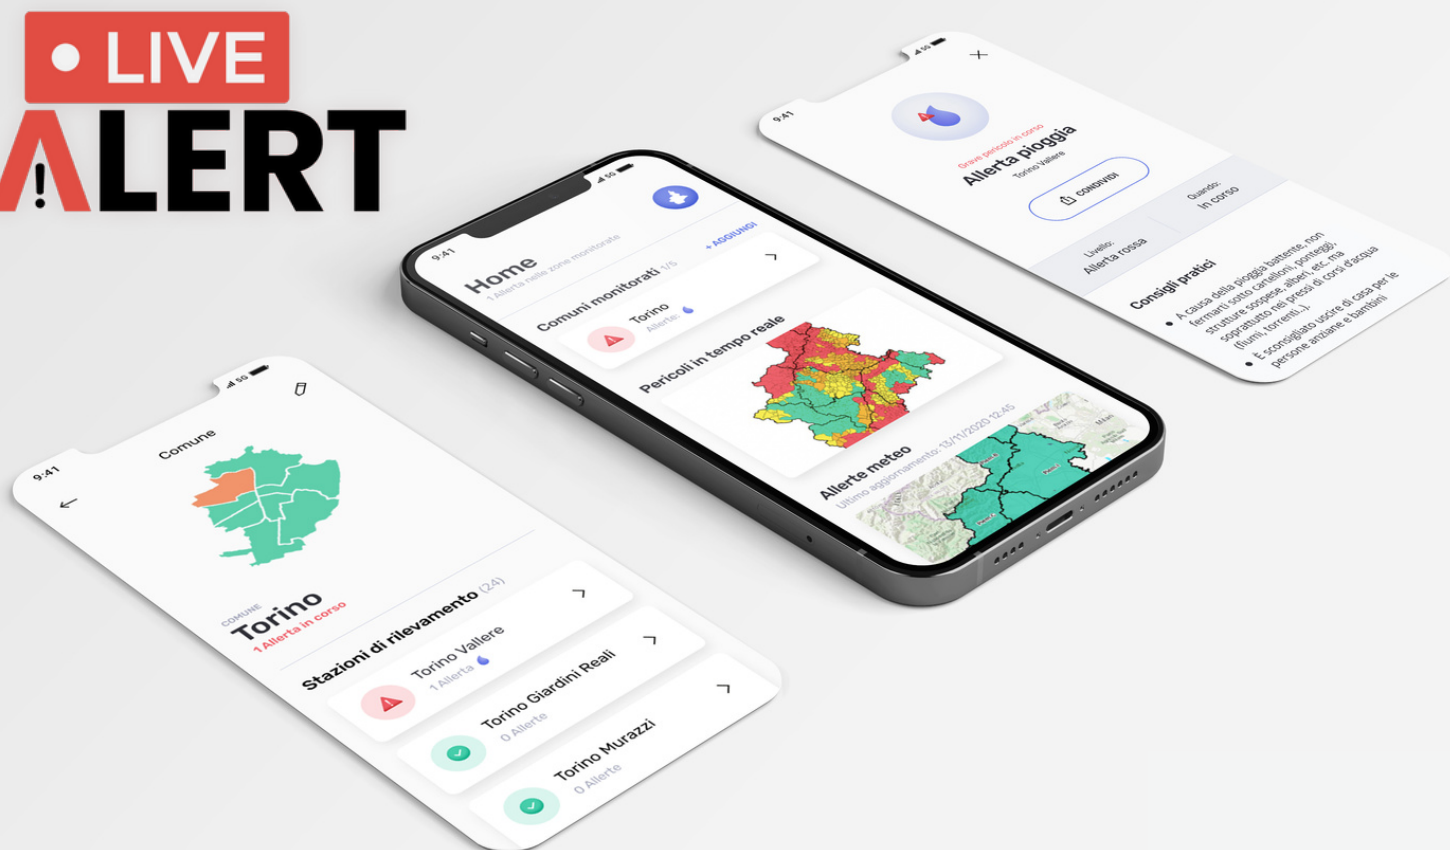 LIVE
ALERT
9:41
5G
Comune
COMUNE
Torino
1 Allerta in corso
Stazioni di rilevamento (24)
Torino Vallere
1 Allerta
Torino Giardini Reali
0 Allerte
Torino Murazzi
0 Allerte
9:41
5G
Home
1 Allerta nelle zone monitorate
Comuni monitorati 1/5
+ AGGIUNGI
Torino
Allerte:
Pericoli in tempo reale
Allerte meteo
Ultimo aggiornamento: 13/11/2020 12:45
9:41
5G
Grave pericolo in corso
Allerta pioggia
Torino Vallere
CONDIVIDI
Livello:
Allerta rossa
Quando:
In corso
Consigli pratici
• A causa della pioggia battente, non
fermarti sotto cartelloni, ponteggi,
strutture sospese, alberi, etc. ma
soprattutto nei pressi di corsi d'acqua
(fiumi, torrenti..).
• È sconsigliato uscire di casa per le
persone anziane e bambini